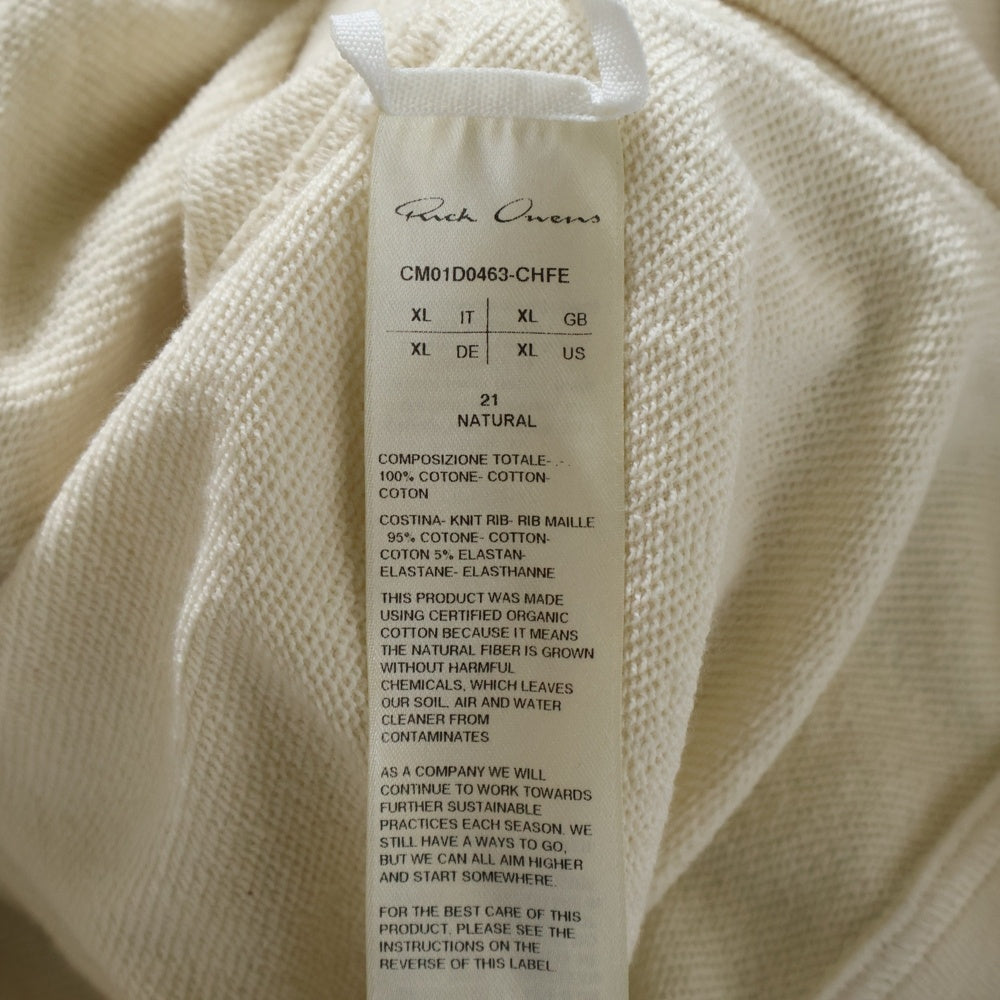 Rick Owens
CM01D0463-CHFE
XL IT XL GB
XL DE XL US
21
NATURAL
COMPOSIZIONE TOTALE-
100% COTONE- COTTON-
COTON
COSTINA- KNIT RIB- RIB MAILLE
95% COTONE- COTTON-
COTON 5% ELASTAN-
ELASTANE- ELASTHANNE
THIS PRODUCT WAS MADE
USING CERTIFIED ORGANIC
COTTON BECAUSE IT MEANS
THE NATURAL FIBER IS GROWN
WITHOUT HARMFUL
CHEMICALS, WHICH LEAVES
OUR SOIL, AIR AND WATER
CLEANER FROM
CONTAMINATES
AS A COMPANY WE WILL
CONTINUE TO WORK TOWARDS
FURTHER SUSTAINABLE
PRACTICES EACH SEASON. WE
STILL HAVE A WAYS TO GO,
BUT WE CAN ALL AIM HIGHER
AND START SOMEWHERE.
FOR THE BEST CARE OF THIS
PRODUCT, PLEASE SEE THE
INSTRUCTIONS ON THE
REVERSE OF THIS LABEL.